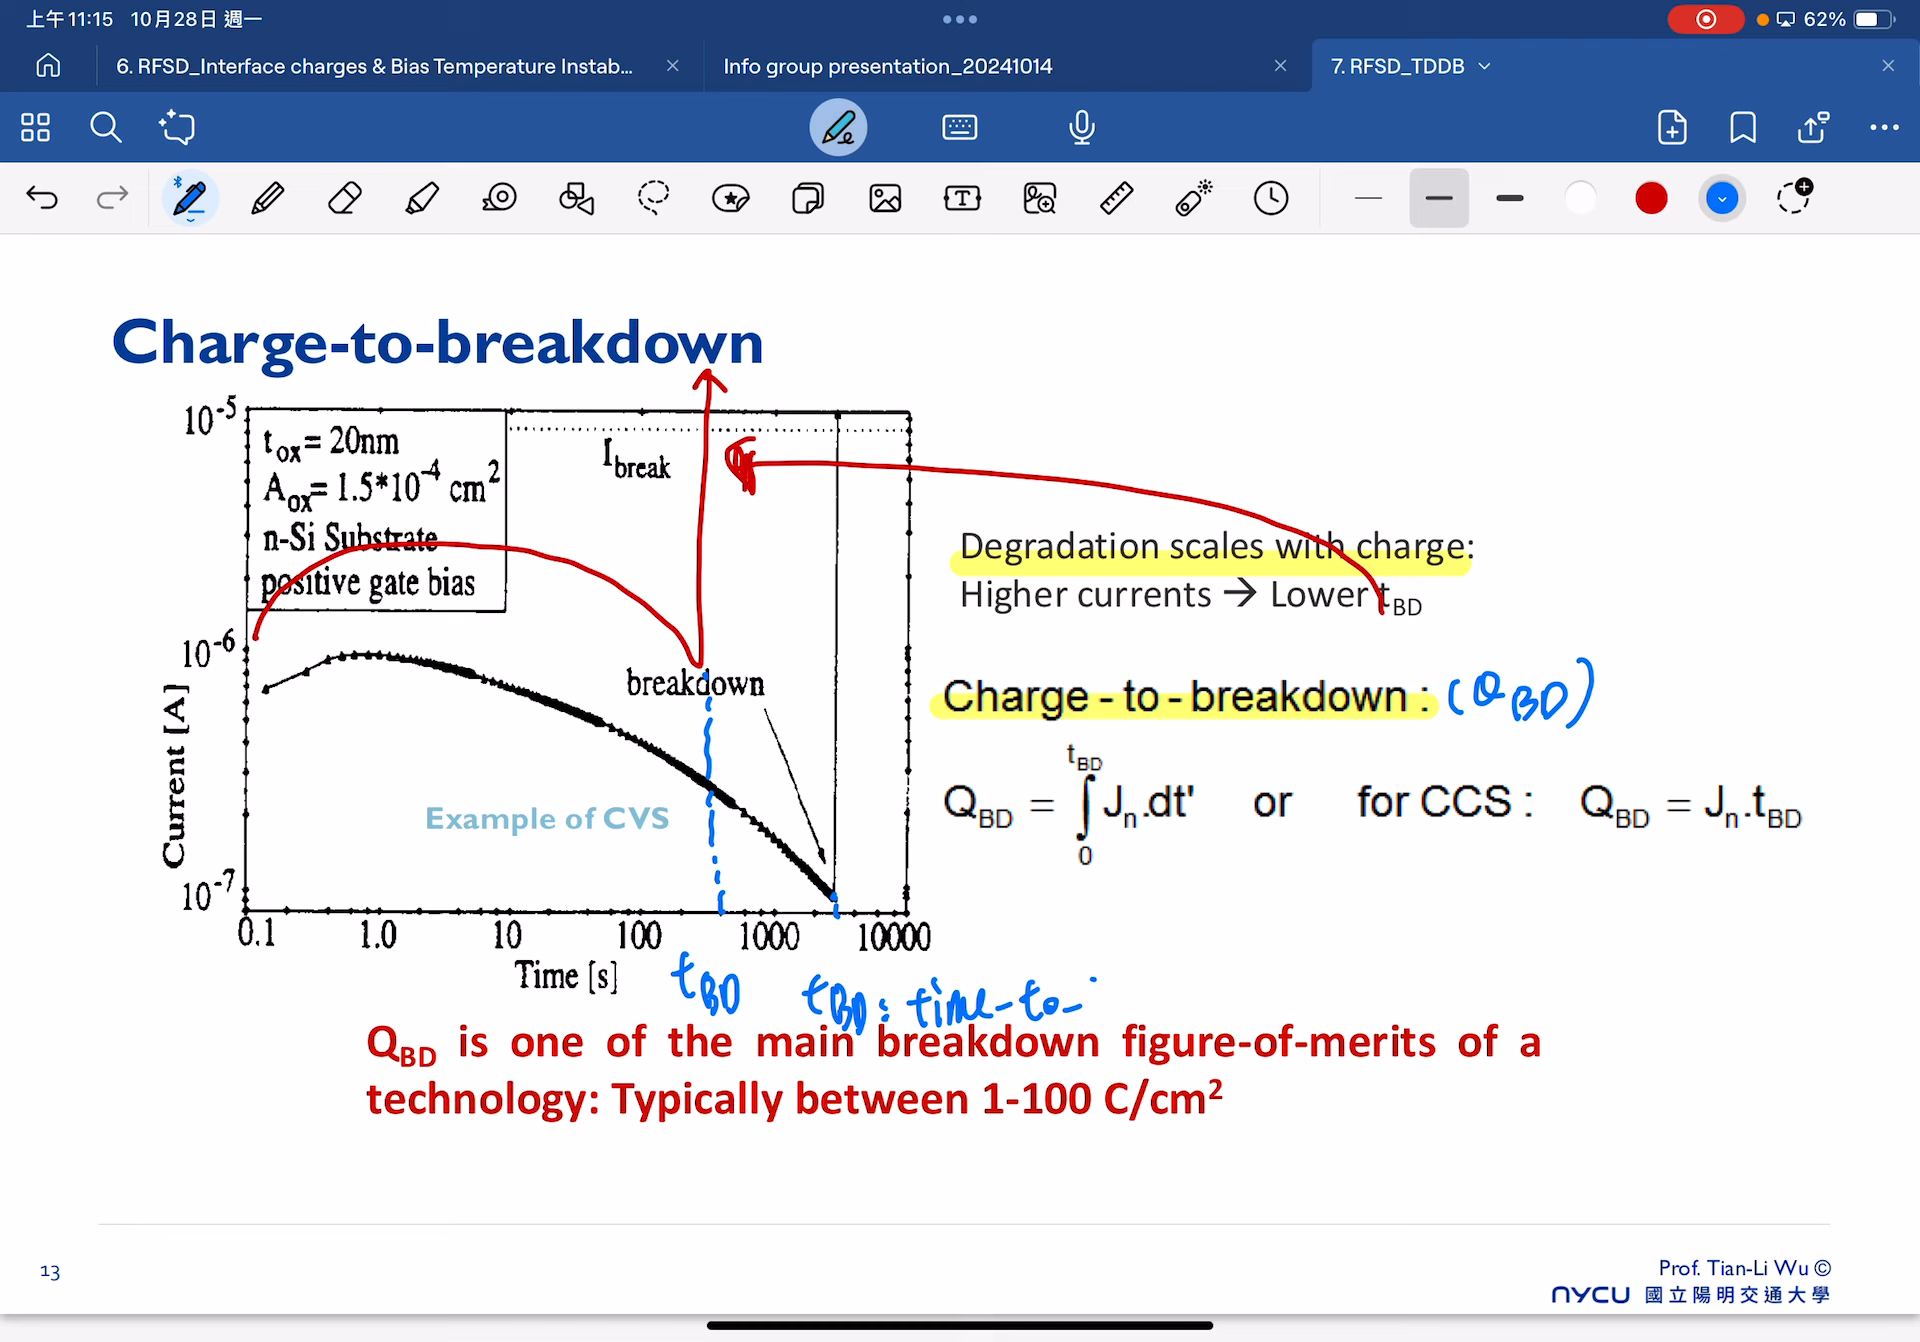 上午11:15 10月28日 週一
62%
6. RFSD_Interface charges & Bias Temperature Instab...
Info group presentation_20241014
7. RFSD_TDDB
Charge-to-breakdown
10-5
tox= 20nm
Aox= 1.5*10-4 cm2
n-Si Substrate
positive gate bias
Ibreak
10-6
breakdown
Current [A]
Example of CVS
10-7
0.1 1.0 10 100 1000 10000
Time [s]
tBD
tBD: time-to-
Degradation scales with charge:
Higher currents → Lower tBD
Charge - to - breakdown : (QBD)
QBD = ∫0tBD Jn.dt' or for CCS : QBD = Jn.tBD
QBD is one of the main breakdown figure-of-merits of a
technology: Typically between 1-100 C/cm2
13
Prof. Tian-Li Wu ©
NYCU 國立陽明交通大學